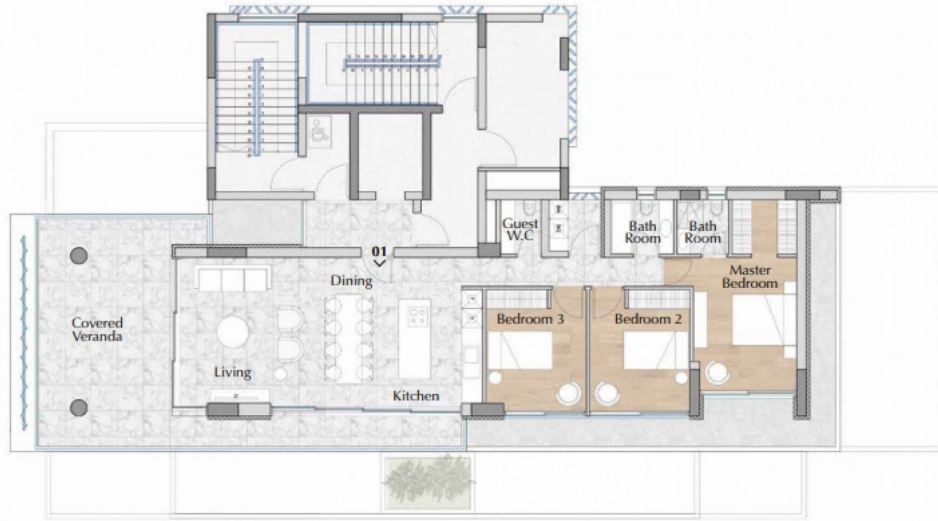 01
Guest
W.C
Bath
Room
Bath
Room
Dining
Master
Bedroom
Covered
Veranda
Bedroom 3
Bedroom 2
Living
Kitchen